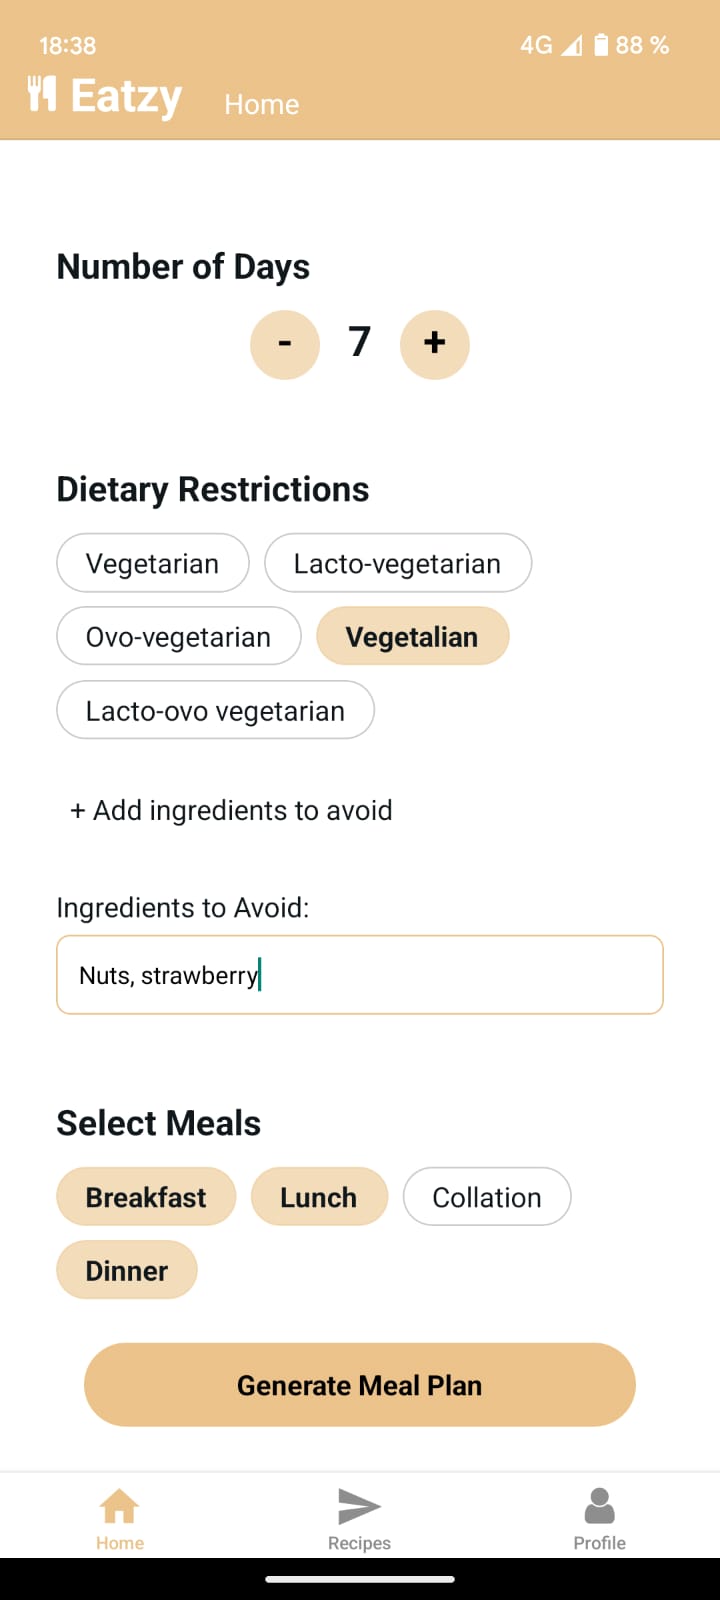 18:38 4G 88 %
Eatzy Home
Number of Days
- 7 +
Dietary Restrictions
Vegetarian Lacto-vegetarian
Ovo-vegetarian Vegetalian
Lacto-ovo vegetarian
+ Add ingredients to avoid
Ingredients to Avoid:
Nuts, strawberry
Select Meals
Breakfast Lunch Collation
Dinner
Generate Meal Plan
Home Recipes Profile